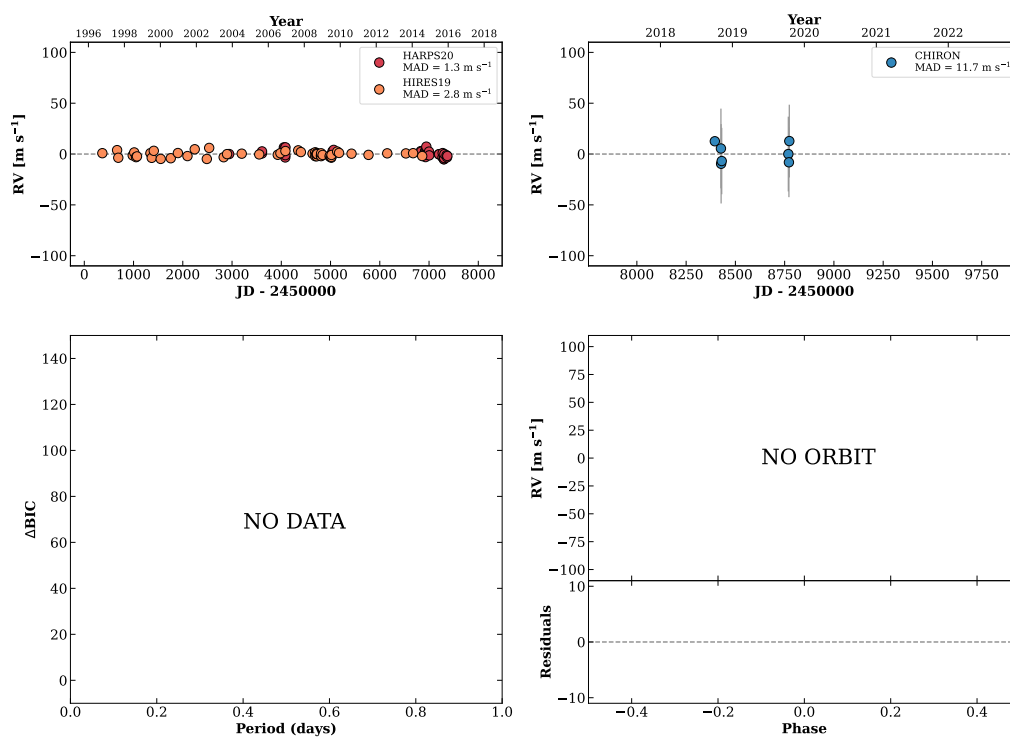 Year
1996 1998 2000 2002 2004 2006 2008 2010 2012 2014 2016 2018
100
50
0
−50
−100
RV [m s⁻¹]
HARPS20
MAD = 1.3 m s⁻¹
HIRES19
MAD = 2.8 m s⁻¹
0 1000 2000 3000 4000 5000 6000 7000 8000
JD - 2450000
Year
2018 2019 2020 2021 2022
100
50
0
−50
−100
RV [m s⁻¹]
CHIRON
MAD = 11.7 m s⁻¹
8000 8250 8500 8750 9000 9250 9500 9750
JD - 2450000
140
120
100
80
60
40
20
0
ΔBIC
NO DATA
0.0 0.2 0.4 0.6 0.8 1.0
Period (days)
100
75
50
25
0
−25
−50
−75
−100
RV [m s⁻¹]
NO ORBIT
10
0
−10
Residuals
−0.4 −0.2 0.0 0.2 0.4
Phase